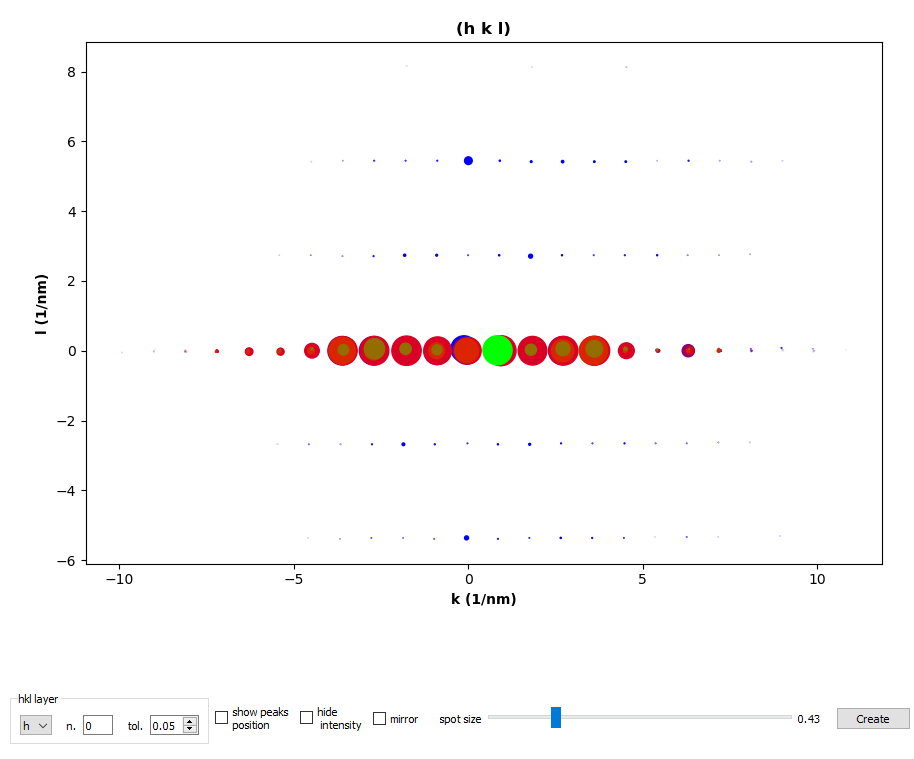 (h k l)
8
6
4
2
0
−2
−4
−6
l (1/nm)
−10
−5
0
5
10
k (1/nm)
hkl layer
h
n.
0
tol.
0.05
show peaks
position
hide
intensity
mirror
spot size
0.43
Create